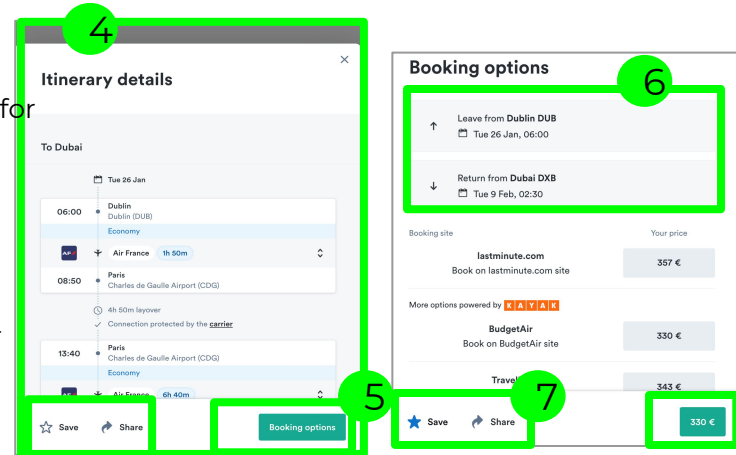 for
4
Itinerary details
To Dubai
Tue 26 Jan
06:00
Dublin
Dublin (DUB)
Economy
AF
Air France 1h 50m
08:50
Paris
Charles de Gaulle Airport (CDG)
4h 50m layover
Connection protected by the carrier
13:40
Paris
Charles de Gaulle Airport (CDG)
Economy
Air France 6h 40m
Save Share
5
Booking options
Booking options
6
Leave from Dublin DUB
Tue 26 Jan, 06:00
Return from Dubai DXB
Tue 9 Feb, 02:30
Booking site Your price
lastminute.com
Book on lastminute.com site
357 €
More options powered by KAYAK
BudgetAir
Book on BudgetAir site
330 €
343 €
7
Save Share
330 €